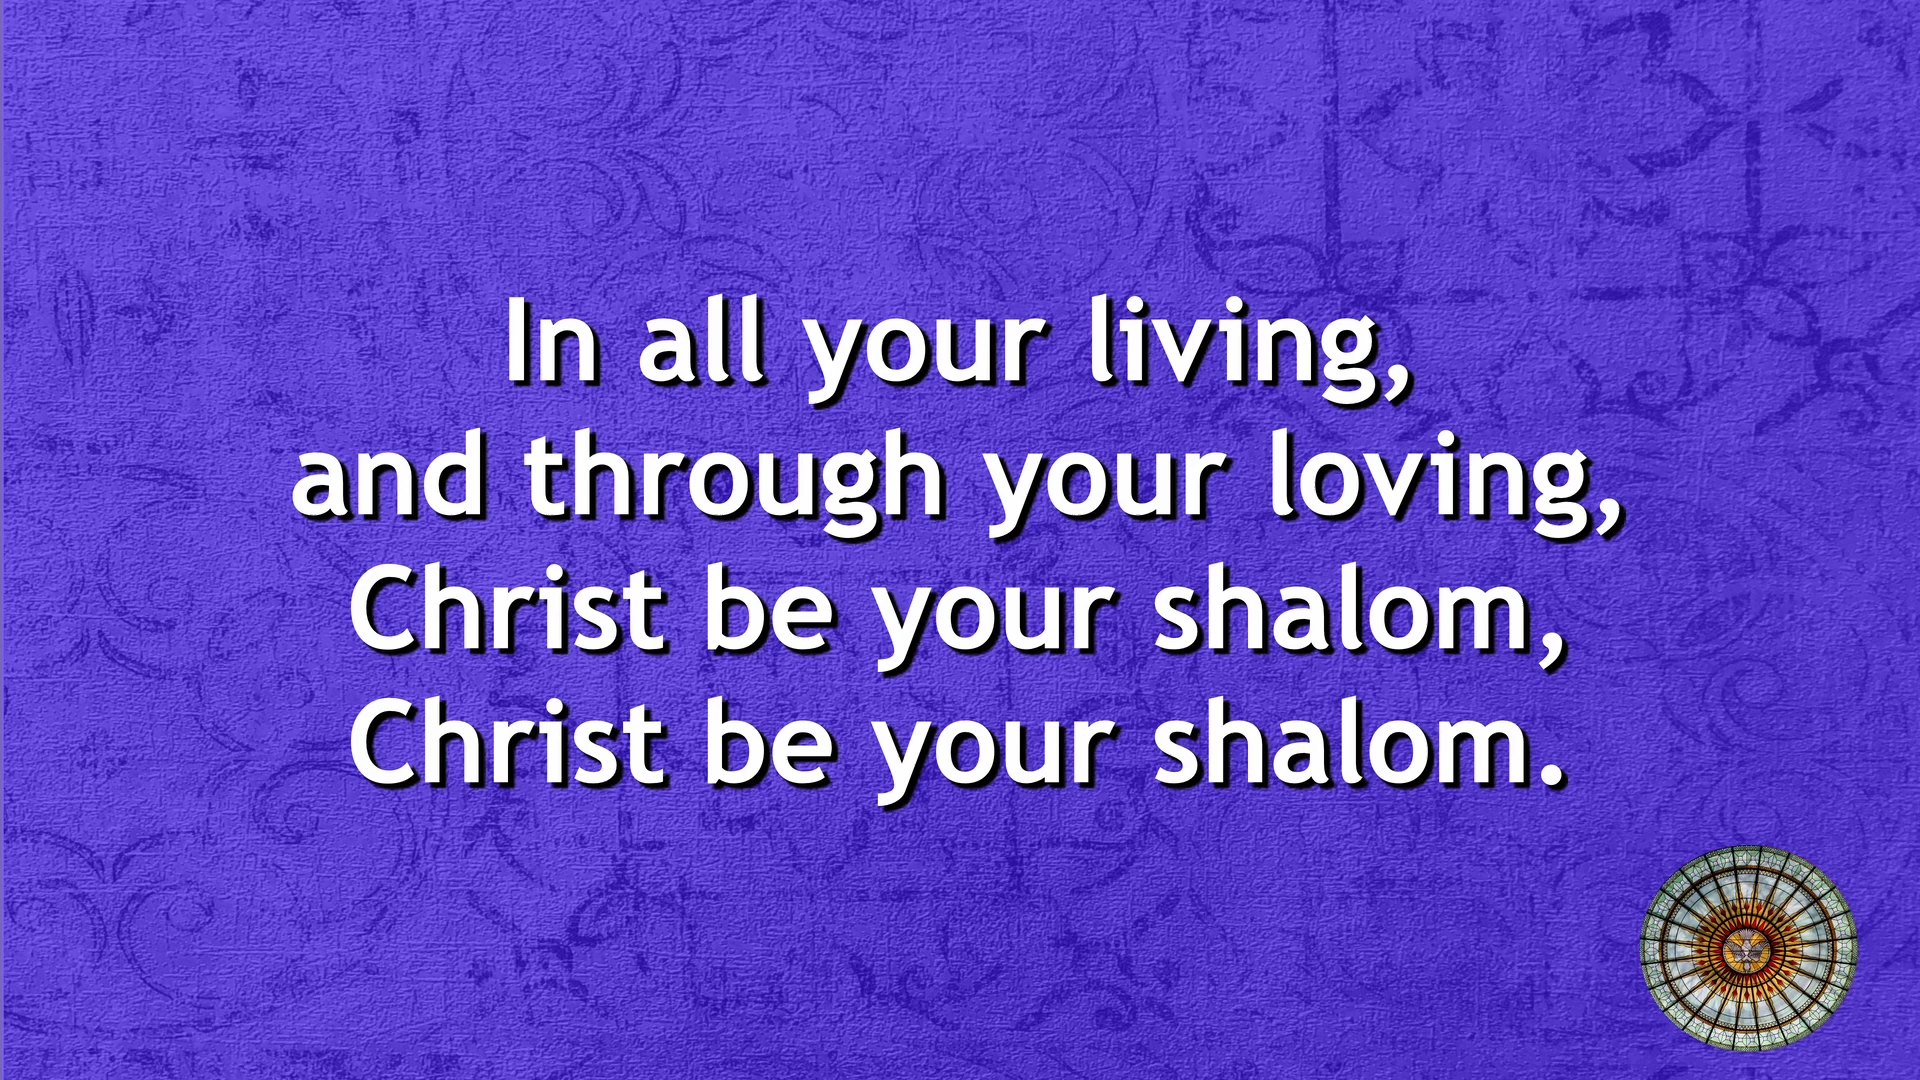 In all your living,
and through your loving,
Christ be your shalom,
Christ be your shalom.